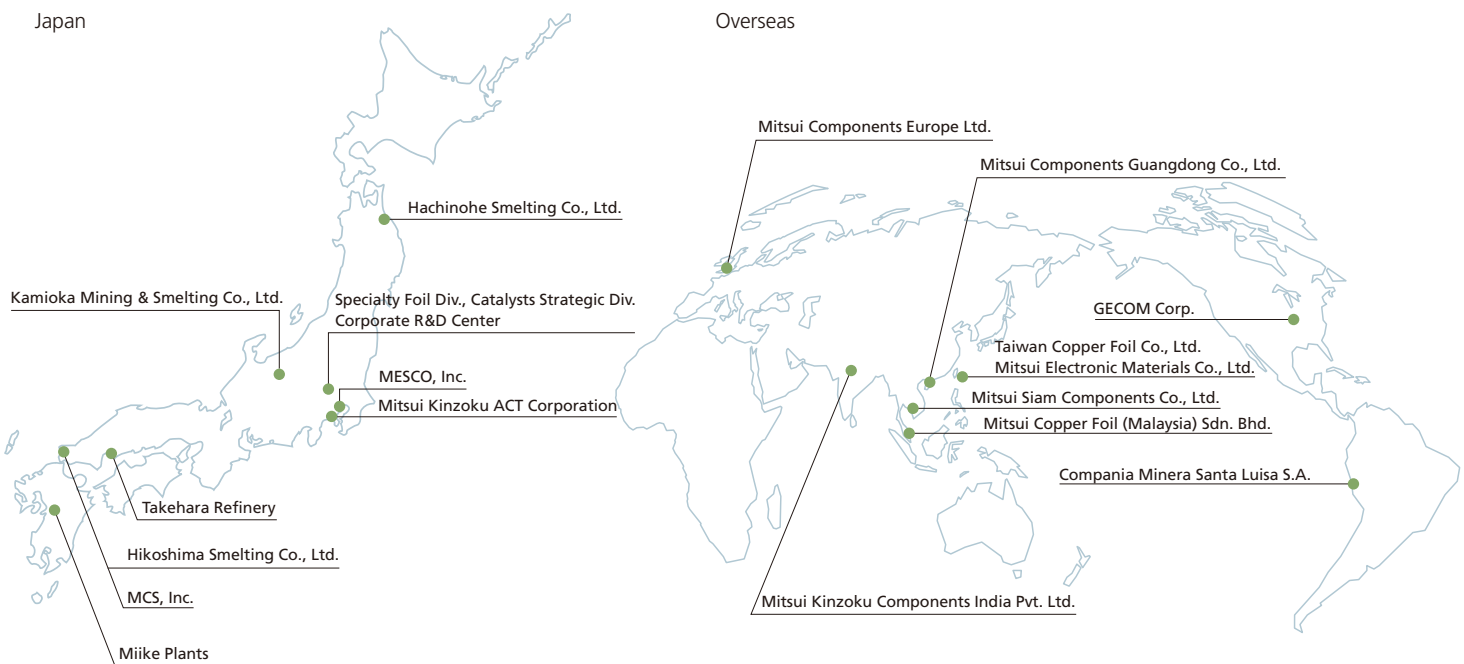 Japan
Hachinohe Smelting Co., Ltd.
Kamioka Mining & Smelting Co., Ltd.
Specialty Foil Div., Catalysts Strategic Div.
Corporate R&D Center
MESCO, Inc.
Mitsui Kinzoku ACT Corporation
Takehara Refinery
Hikoshima Smelting Co., Ltd.
MCS, Inc.
Miike Plants
Overseas
Mitsui Components Europe Ltd.
Mitsui Components Guangdong Co., Ltd.
GECOM Corp.
Taiwan Copper Foil Co., Ltd.
Mitsui Electronic Materials Co., Ltd.
Mitsui Siam Components Co., Ltd.
Mitsui Copper Foil (Malaysia) Sdn. Bhd.
Compania Minera Santa Luisa S.A.
Mitsui Kinzoku Components India Pvt. Ltd.